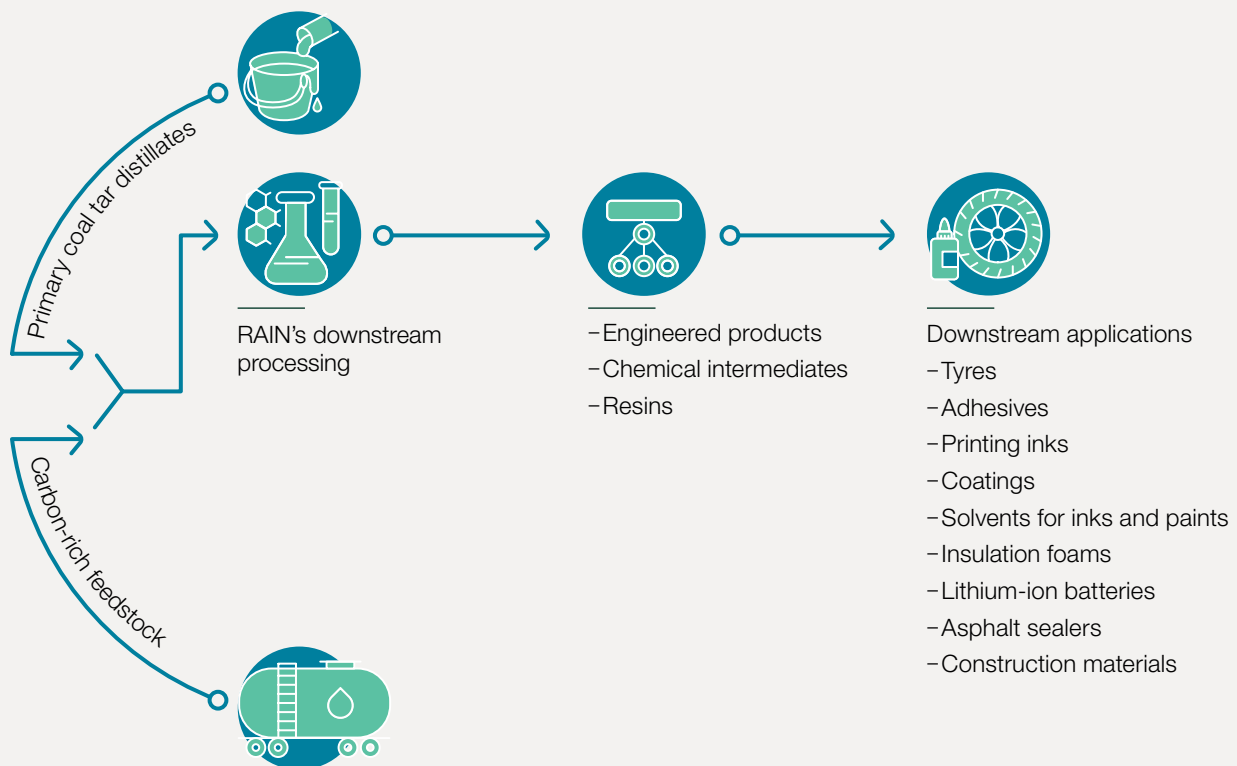 Primary coal tar distillates
Carbon-rich feedstock
RAIN’s downstream
processing
–Engineered products
–Chemical intermediates
–Resins
Downstream applications
–Tyres
–Adhesives
–Printing inks
–Coatings
–Solvents for inks and paints
–Insulation foams
–Lithium-ion batteries
–Asphalt sealers
–Construction materials